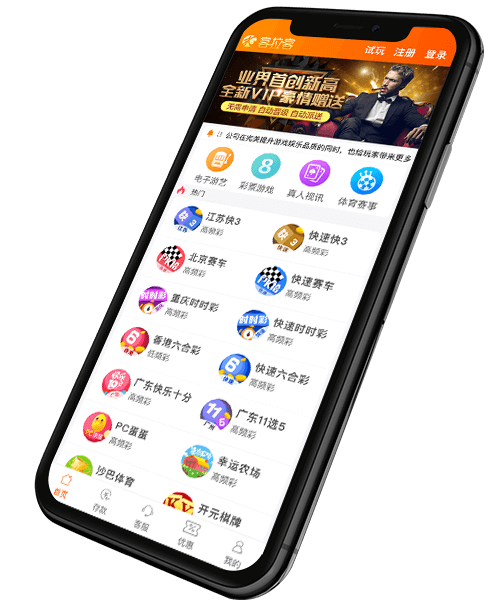 客拉客
试玩 注册 登录
业界首创新高
全新VIP豪情赠送
无需申请 自动晋级 自动派送
公司在完美提升游戏娱乐品质的同时，也给玩家带来更多
电子游艺 彩票游戏 真人视讯 体育赛事
热门
江苏快3
高频彩
快速快3
高频彩
北京赛车
高频彩
快速赛车
高频彩
重庆时时彩
高频彩
快速时时彩
高频彩
香港六合彩
低频彩
快速六合彩
高频彩
广东快乐十分
高频彩
广东11选5
高频彩
PC蛋蛋
高频彩
幸运农场
高频彩
沙巴体育
开元棋牌
首页 存款 客服 优惠 我的